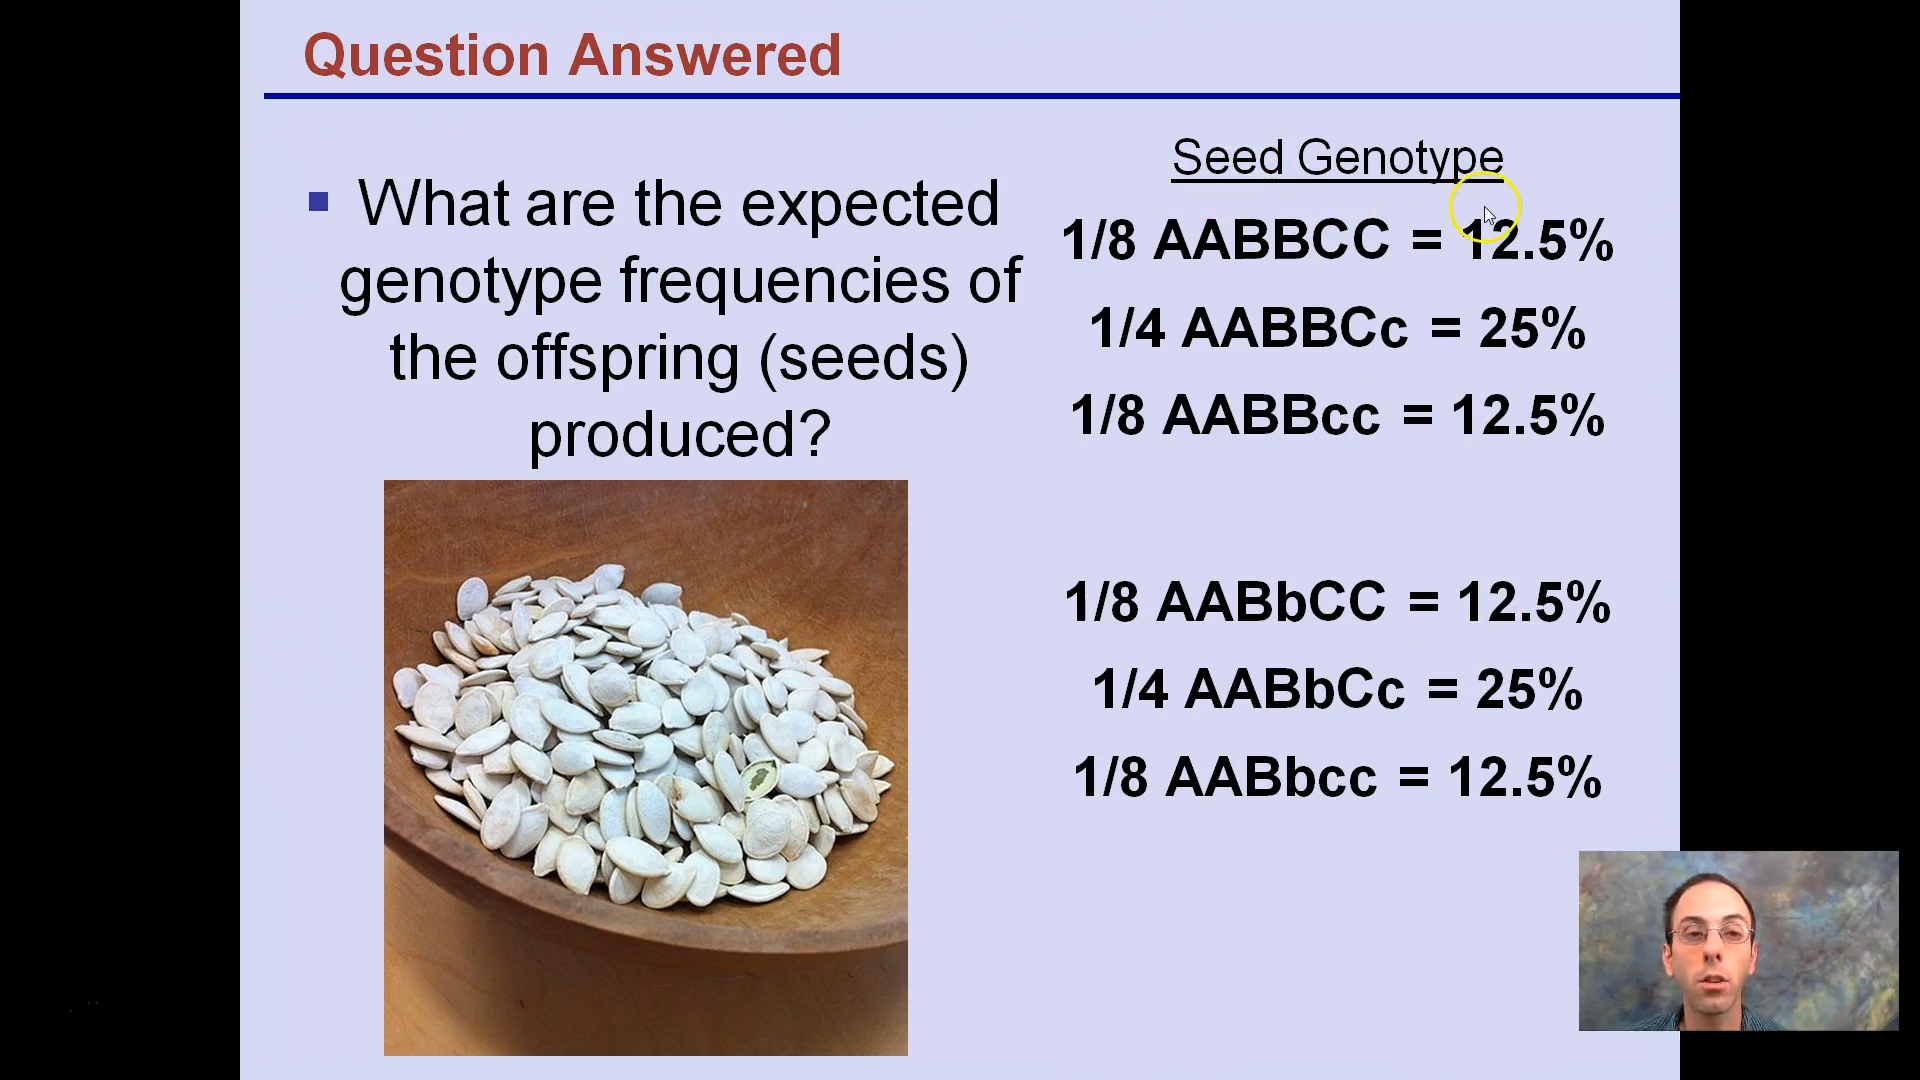 Question Answered
What are the expected
genotype frequencies of
the offspring (seeds)
produced?
Seed Genotype
1/8 AABBCC = 12.5%
1/4 AABBCc = 25%
1/8 AABBcc = 12.5%
1/8 AABbCC = 12.5%
1/4 AABbCc = 25%
1/8 AABbcc = 12.5%